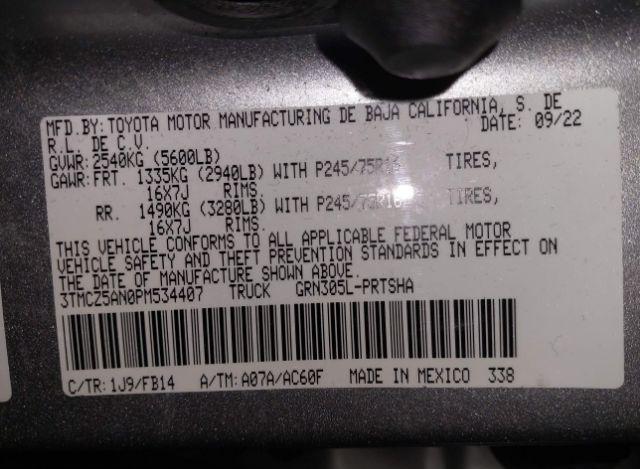 MFD.BY: TOYOTA MOTOR MANUFACTURING DE BAJA CALIFORNIA, S. DE
R.L. DE C.V. DATE: 09/22
GVWR: 2540KG (5600LB)
GAWR: FRT. 1335KG (2940LB) WITH P245/75R16 TIRES,
16X7J RIMS.
RR. 1490KG (3280LB) WITH P245/75R16 TIRES,
16X7J RIMS.
THIS VEHICLE CONFORMS TO ALL APPLICABLE FEDERAL MOTOR
VEHICLE SAFETY AND THEFT PREVENTION STANDARDS IN EFFECT ON
THE DATE OF MANUFACTURE SHOWN ABOVE.
3TMCZ5AN0PM534407 TRUCK GRN305L-PRTSHA
C/TR: 1J9/FB14 A/TM: A07A/AC60F MADE IN MEXICO 338